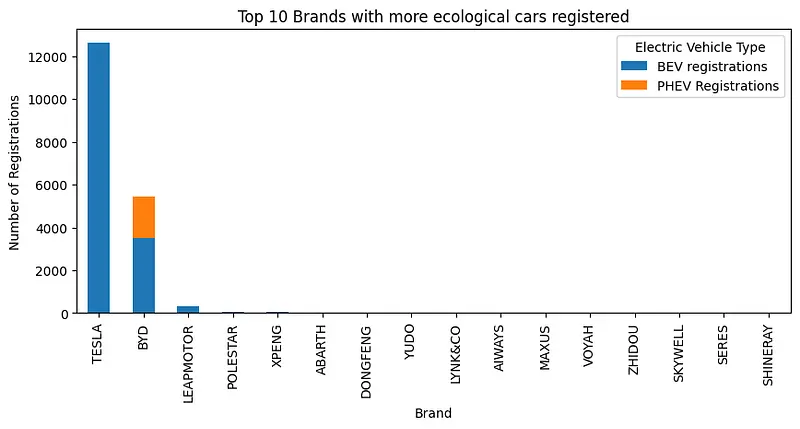 Top 10 Brands with more ecological cars registered
Electric Vehicle Type
BEV registrations
PHEV Registrations
Number of Registrations
12000
10000
8000
6000
4000
2000
0
TESLA
BYD
LEAPMOTOR
POLESTAR
XPENG
ABARTH
DONGFENG
YUDO
LYNK&CO
AIWAYS
MAXUS
VOYAH
ZHIDOU
SKYWELL
SERES
SHINERAY
Brand